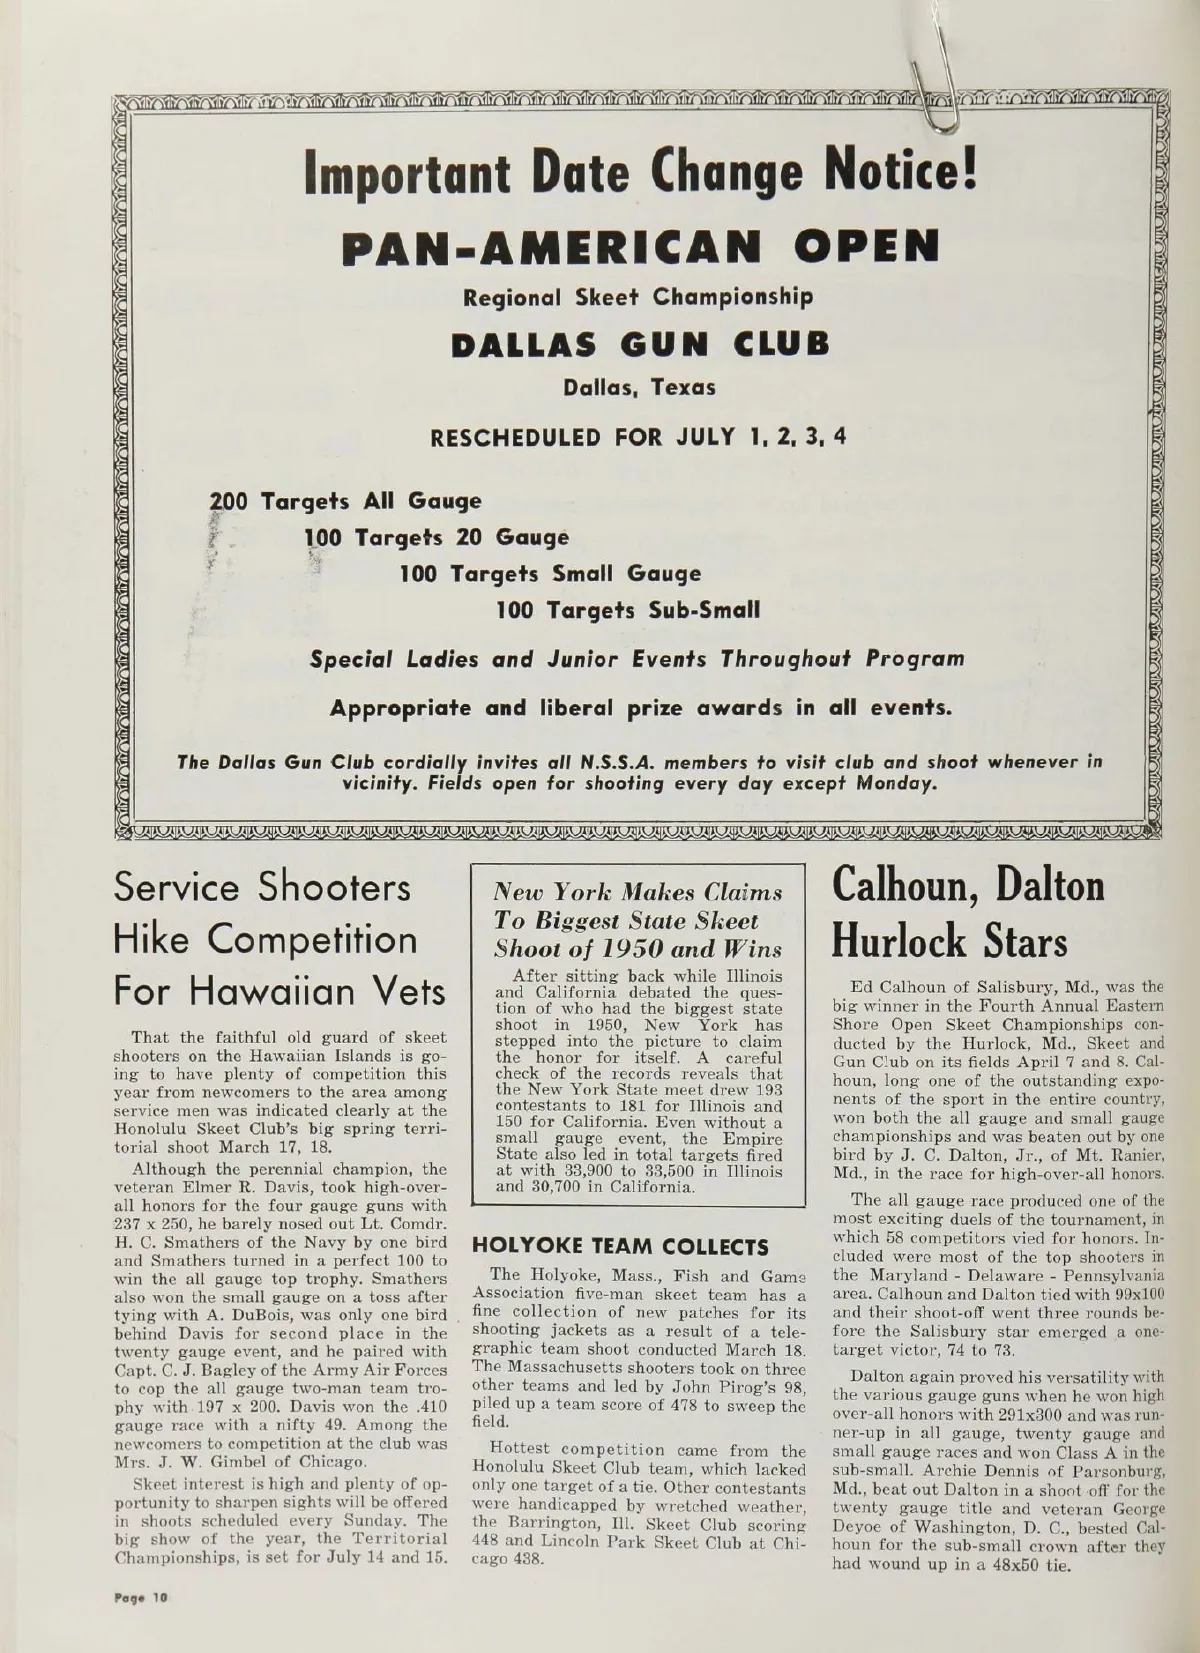 Important Date Change Notice!
PAN-AMERICAN OPEN
Regional Skeet Championship
DALLAS GUN CLUB
Dallas, Texas
RESCHEDULED FOR JULY 1, 2, 3, 4
200 Targets All Gauge
100 Targets 20 Gauge
100 Targets Small Gauge
100 Targets Sub-Small
Special Ladies and Junior Events Throughout Program
Appropriate and liberal prize awards in all events.
The Dallas Gun Club cordially invites all N.S.S.A. members to visit club and shoot whenever in
vicinity. Fields open for shooting every day except Monday.
Service Shooters
Hike Competition
For Hawaiian Vets
That the faithful old guard of skeet
shooters on the Hawaiian Islands is go-
ing to have plenty of competition this
year from newcomers to the area among
service men was indicated clearly at the
Honolulu Skeet Club's big spring terri-
torial shoot March 17, 18.
Although the perennial champion, the
veteran Elmer R. Davis, took high-over-
all honors for the four gauge guns with
237 x 250, he barely nosed out Lt. Comdr.
H. C. Smathers of the Navy by one bird
and Smathers turned in a perfect 100 to
win the all gauge top trophy. Smathers
also won the small gauge on a toss after
tying with A. DuBois, was only one bird
behind Davis for second place in the
twenty gauge event, and he paired with
Capt. C. J. Bagley of the Army Air Forces
to cop the all gauge two-man team tro-
phy with 197 x 200. Davis won the .410
gauge race with a nifty 49. Among the
newcomers to competition at the club was
Mrs. J. W. Gimbel of Chicago.
Skeet interest is high and plenty of op-
portunity to sharpen sights will be offered
in shoots scheduled every Sunday. The
big show of the year, the Territorial
Championships, is set for July 14 and 15.
New York Makes Claims
To Biggest State Skeet
Shoot of 1950 and Wins
After sitting back while Illinois
and California debated the ques-
tion of who had the biggest state
shoot in 1950, New York has
stepped into the picture to claim
the honor for itself. A careful
check of the records reveals that
the New York State meet drew 193
contestants to 181 for Illinois and
150 for California. Even without a
small gauge event, the Empire
State also led in total targets fired
at with 33,900 to 33,500 in Illinois
and 30,700 in California.
HOLYOKE TEAM COLLECTS
The Holyoke, Mass., Fish and Game
Association five-man skeet team has a
fine collection of new patches for its
shooting jackets as a result of a tele-
graphic team shoot conducted March 18.
The Massachusetts shooters took on three
other teams and led by John Pirog's 98,
piled up a team score of 478 to sweep the
field.
Hottest competition came from the
Honolulu Skeet Club team, which lacked
only one target of a tie. Other contestants
were handicapped by wretched weather,
the Barrington, Ill. Skeet Club scoring
448 and Lincoln Park Skeet Club at Chi-
cago 438.
Calhoun, Dalton
Hurlock Stars
Ed Calhoun of Salisbury, Md., was the
big winner in the Fourth Annual Eastern
Shore Open Skeet Championships con-
ducted by the Hurlock, Md., Skeet and
Gun Club on its fields April 7 and 8. Cal-
houn, long one of the outstanding expo-
nents of the sport in the entire country,
won both the all gauge and small gauge
championships and was beaten out by one
bird by J. C. Dalton, Jr., of Mt. Ranier,
Md., in the race for high-over-all honors.
The all gauge race produced one of the
most exciting duels of the tournament, in
which 58 competitors vied for honors. In-
cluded were most of the top shooters in
the Maryland - Delaware - Pennsylvania
area. Calhoun and Dalton tied with 99x100
and their shoot-off went three rounds be-
fore the Salisbury star emerged a one-
target victor, 74 to 73.
Dalton again proved his versatility with
the various gauge guns when he won high
over-all honors with 291x300 and was run-
ner-up in all gauge, twenty gauge and
small gauge races and won Class A in the
sub-small. Archie Dennis of Parsonburg,
Md., beat out Dalton in a shoot off for the
twenty gauge title and veteran George
Deyoe of Washington, D. C., bested Cal-
houn for the sub-small crown after they
had wound up in a 48x50 tie.
Page 10